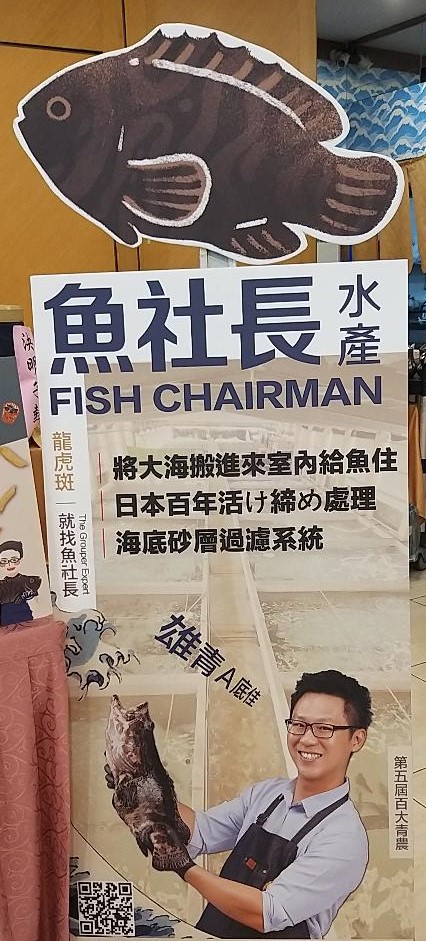 魚社長
水產
FISH CHAIRMAN
龍虎斑
就找魚社長
The Grouper Expert
將大海搬進來室內給魚住
日本百年活け締め處理
海底砂層過濾系統
雄青A底佳
第五屆百大青農